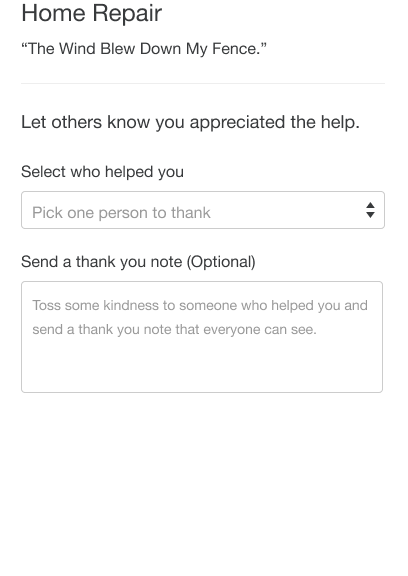 Home Repair
“The Wind Blew Down My Fence.”
Let others know you appreciated the help.
Select who helped you
Pick one person to thank
Send a thank you note (Optional)
Toss some kindness to someone who helped you and
send a thank you note that everyone can see.